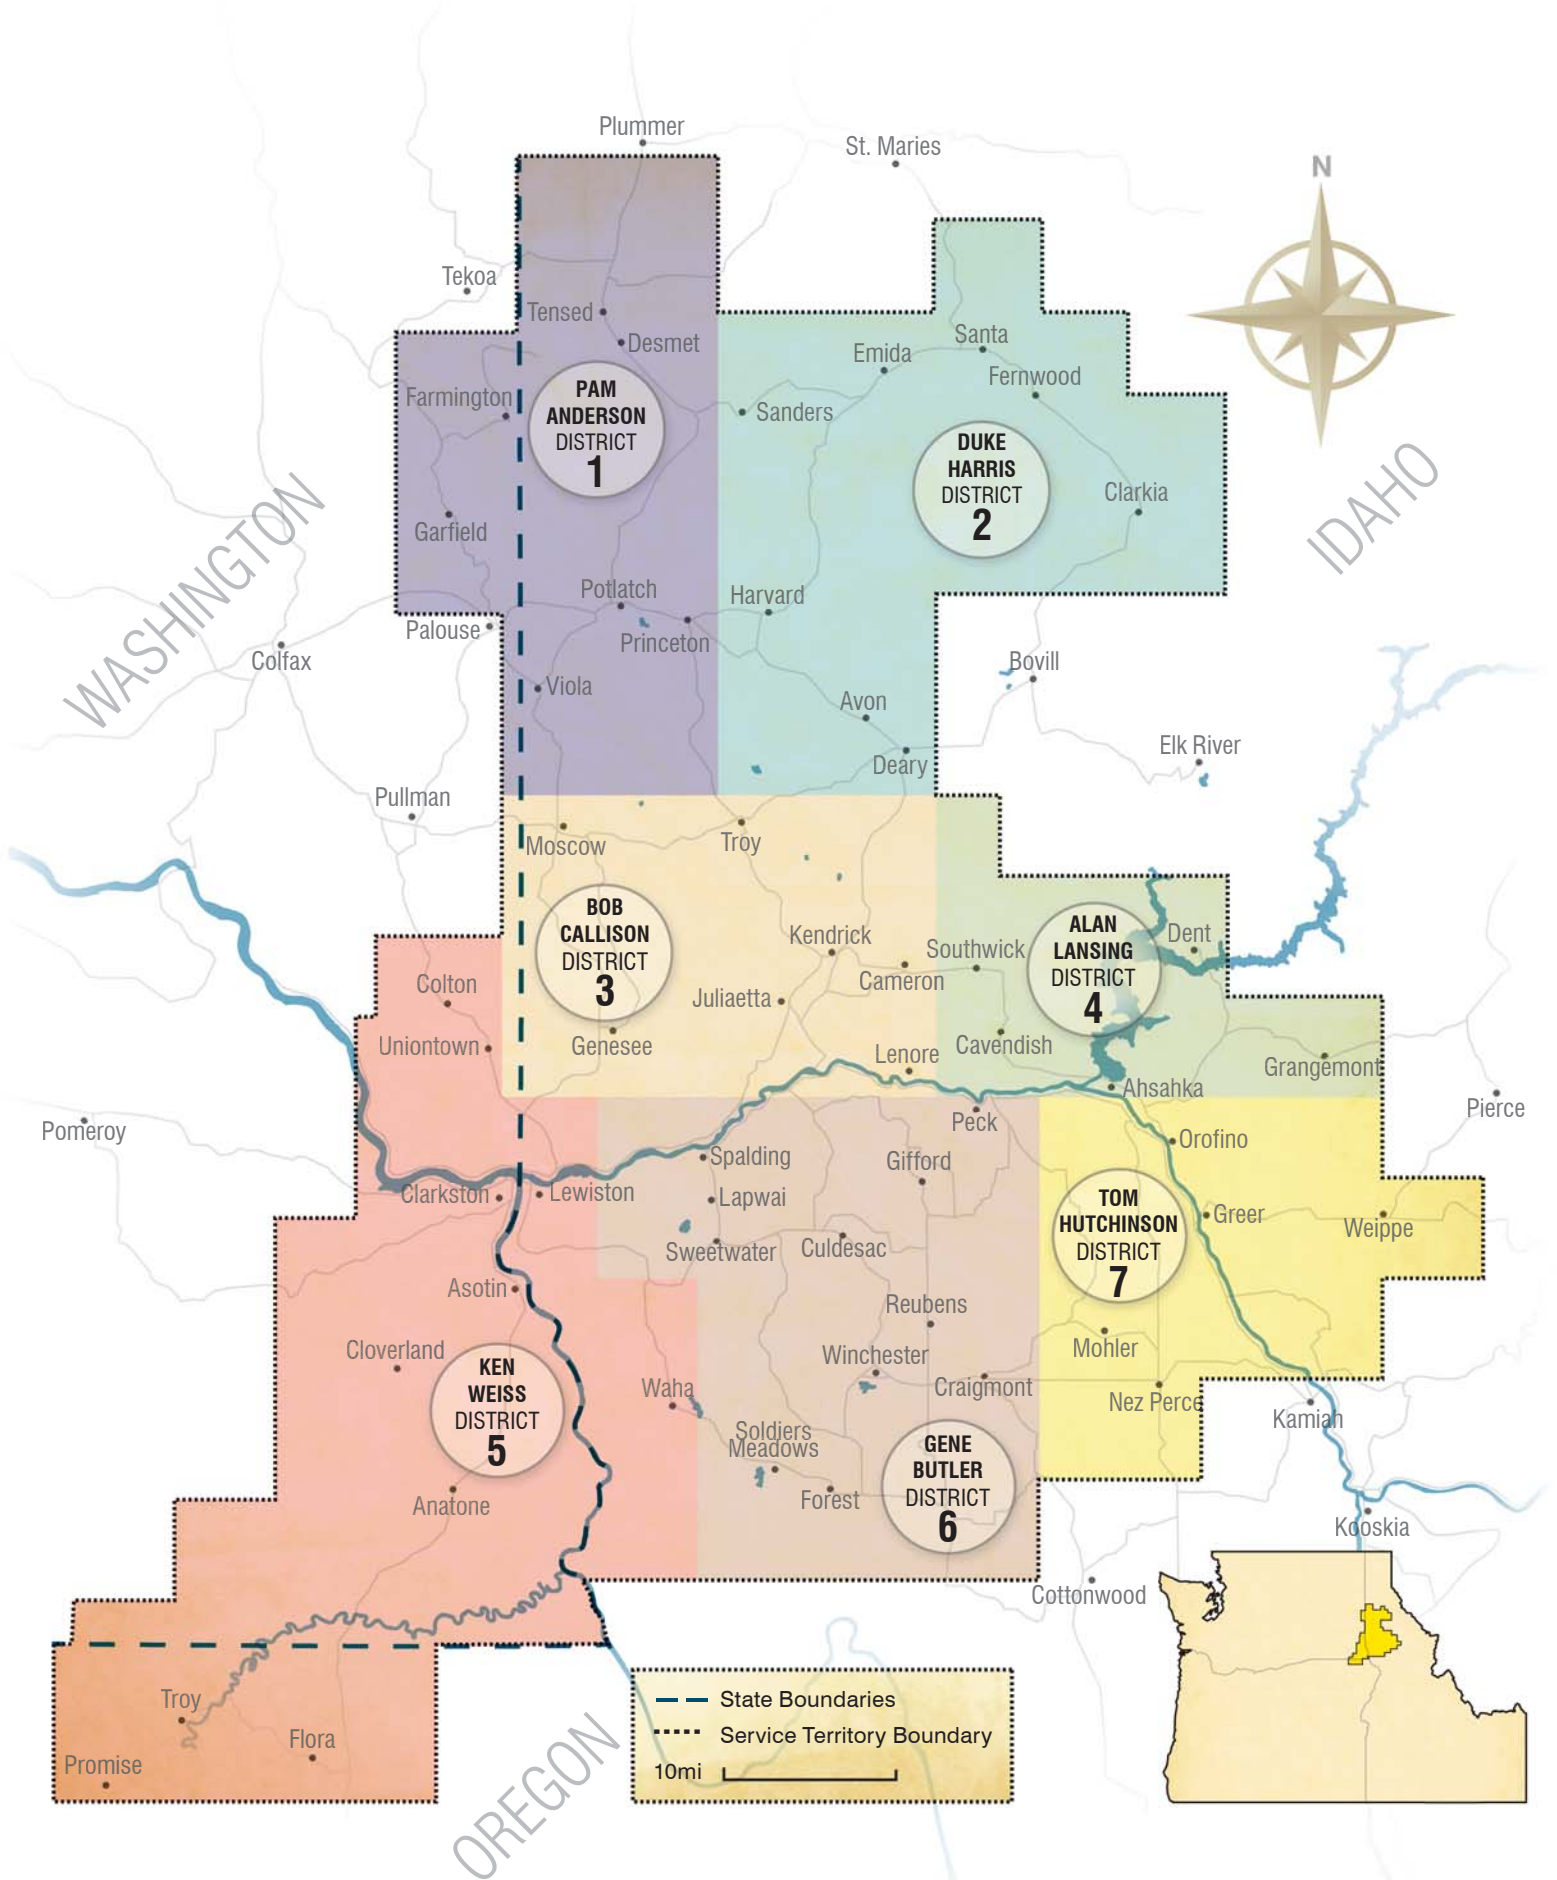 Plummer
St. Maries
N
Tekoa
Tensed
Desmet
Santa
Emida
Fernwood
Farmington
PAM
ANDERSON
DISTRICT
1
Sanders
DUKE
HARRIS
DISTRICT
2
Clarkia
Garfield
WASHINGTON
IDAHO
Potlatch
Harvard
Palouse
Princeton
Colfax
Bovill
Viola
Avon
Deary
Elk River
Pullman
Moscow
Troy
BOB
CALLISON
DISTRICT
3
Kendrick
Southwick
Cameron
ALAN
LANSING
DISTRICT
4
Dent
Colton
Juliaetta
Uniontown
Genesee
Lenore
Cavendish
Grangemont
Ahsahka
Pierce
Peck
Pomeroy
Orofino
Spalding
Gifford
Clarkston
Lewiston
Lapwai
TOM
HUTCHINSON
DISTRICT
7
Greer
Weippe
Sweetwater
Culdesac
Asotin
Reubens
Cloverland
Winchester
Mohler
KEN
WEISS
DISTRICT
5
Waha
Craigmont
Nez Perce
Kamiah
Soldiers
Meadows
GENE
BUTLER
DISTRICT
6
Anatone
Forest
Kooskia
Cottonwood
Troy
Flora
Promise
OREGON
State Boundaries
Service Territory Boundary
10mi